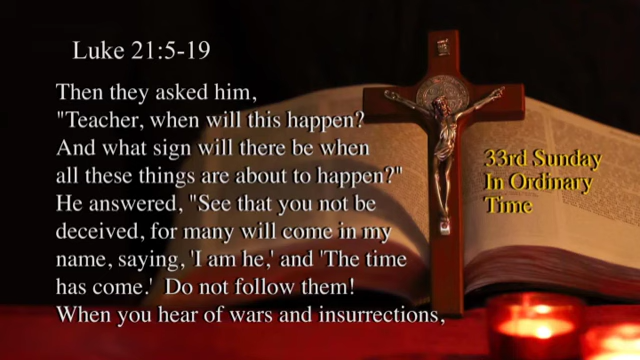 Luke 21:5-19
Then they asked him,
"Teacher, when will this happen?
And what sign will there be when
all these things are about to happen?"
He answered, "See that you not be
deceived, for many will come in my
name, saying, 'I am he,' and 'The time
has come.'  Do not follow them!
When you hear of wars and insurrections,
33rd Sunday
In Ordinary
Time